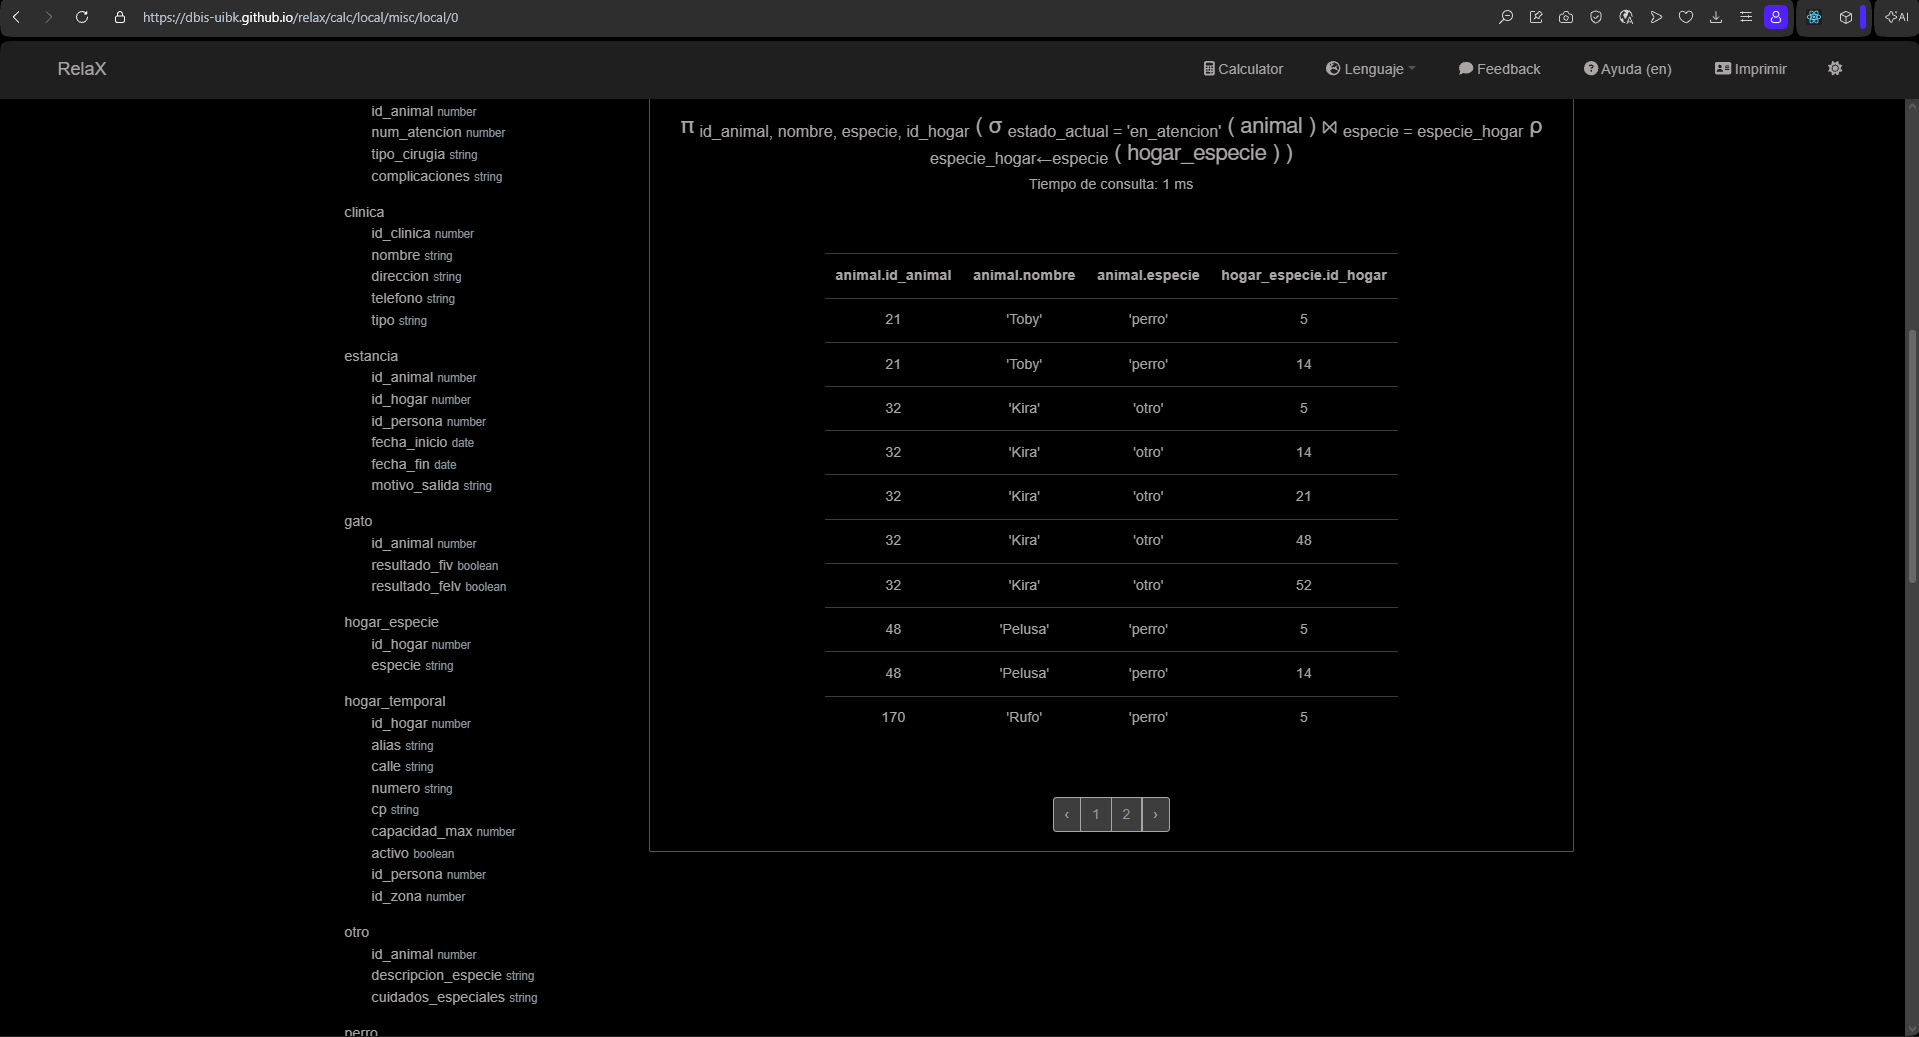 https://dbis-uibk.github.io/relax/calc/local/misc/local/0
AI
RelaX
Calculator
Lenguaje
Feedback
Ayuda (en)
Imprimir
id_animal number
num_atencion number
tipo_cirugia string
complicaciones string
clinica
id_clinica number
nombre string
direccion string
telefono string
tipo string
estancia
id_animal number
id_hogar number
id_persona number
fecha_inicio date
fecha_fin date
motivo_salida string
gato
id_animal number
resultado_fiv boolean
resultado_felv boolean
hogar_especie
id_hogar number
especie string
hogar_temporal
id_hogar number
alias string
calle string
numero string
cp string
capacidad_max number
activo boolean
id_persona number
id_zona number
otro
id_animal number
descripcion_especie string
cuidados_especiales string
perro
π id_animal, nombre, especie, id_hogar ( σ estado_actual = 'en_atencion' ( animal ) ⋈ especie = especie_hogar ρ
especie_hogar←especie ( hogar_especie ) )
Tiempo de consulta: 1 ms
animal.id_animal animal.nombre animal.especie hogar_especie.id_hogar
21 'Toby' 'perro' 5
21 'Toby' 'perro' 14
32 'Kira' 'otro' 5
32 'Kira' 'otro' 14
32 'Kira' 'otro' 21
32 'Kira' 'otro' 48
32 'Kira' 'otro' 52
48 'Pelusa' 'perro' 5
48 'Pelusa' 'perro' 14
170 'Rufo' 'perro' 5
‹ 1 2 ›